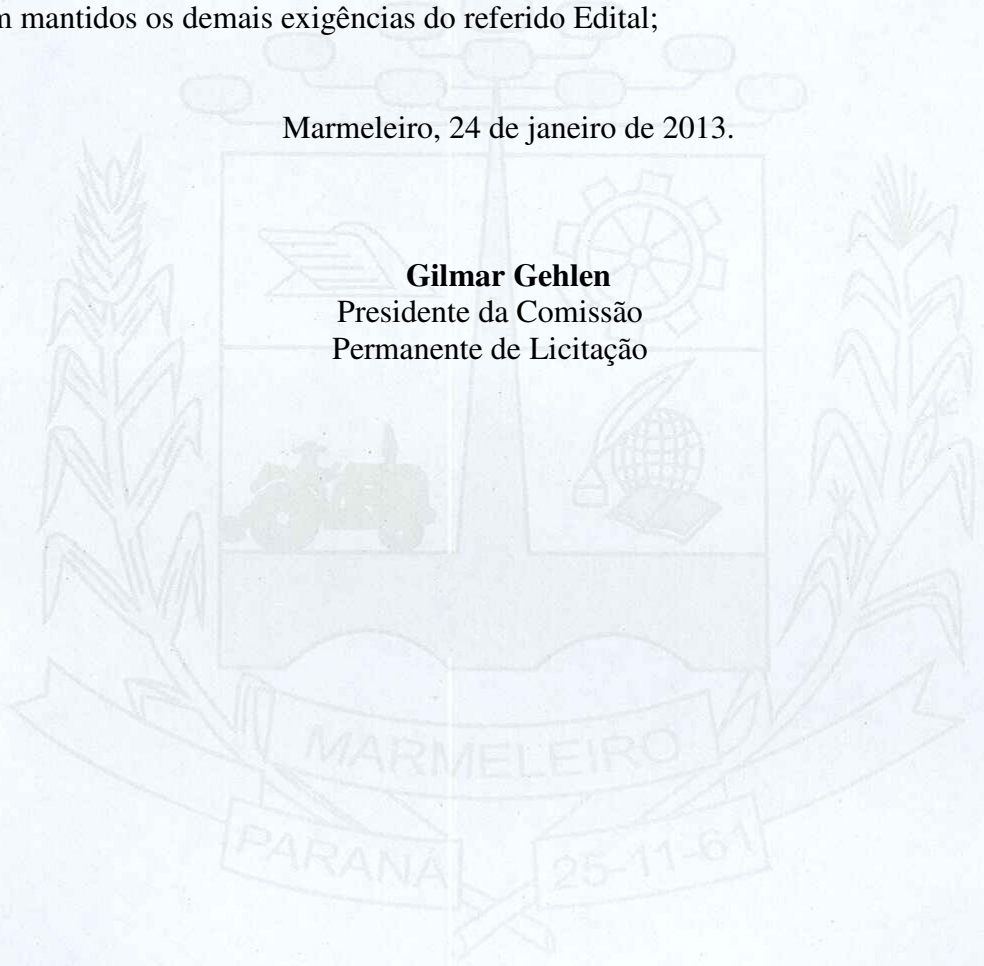 mantidos os demais exigências do referido Edital;
Marmeleiro, 24 de janeiro de 2013.
Gilmar Gehlen
Presidente da Comissão
Permanente de Licitação
MARMELEIRO
PARANÁ
25-11-61